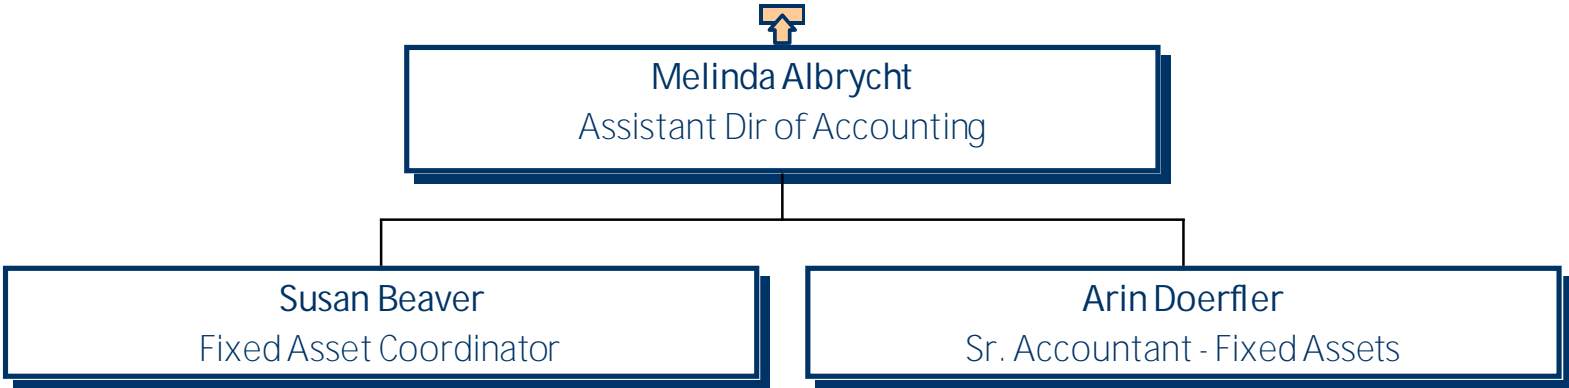 Melinda Albrycht
Assistant Dir of Accounting
Susan Beaver
Fixed Asset Coordinator
Arin Doerfler
Sr. Accountant - Fixed Assets